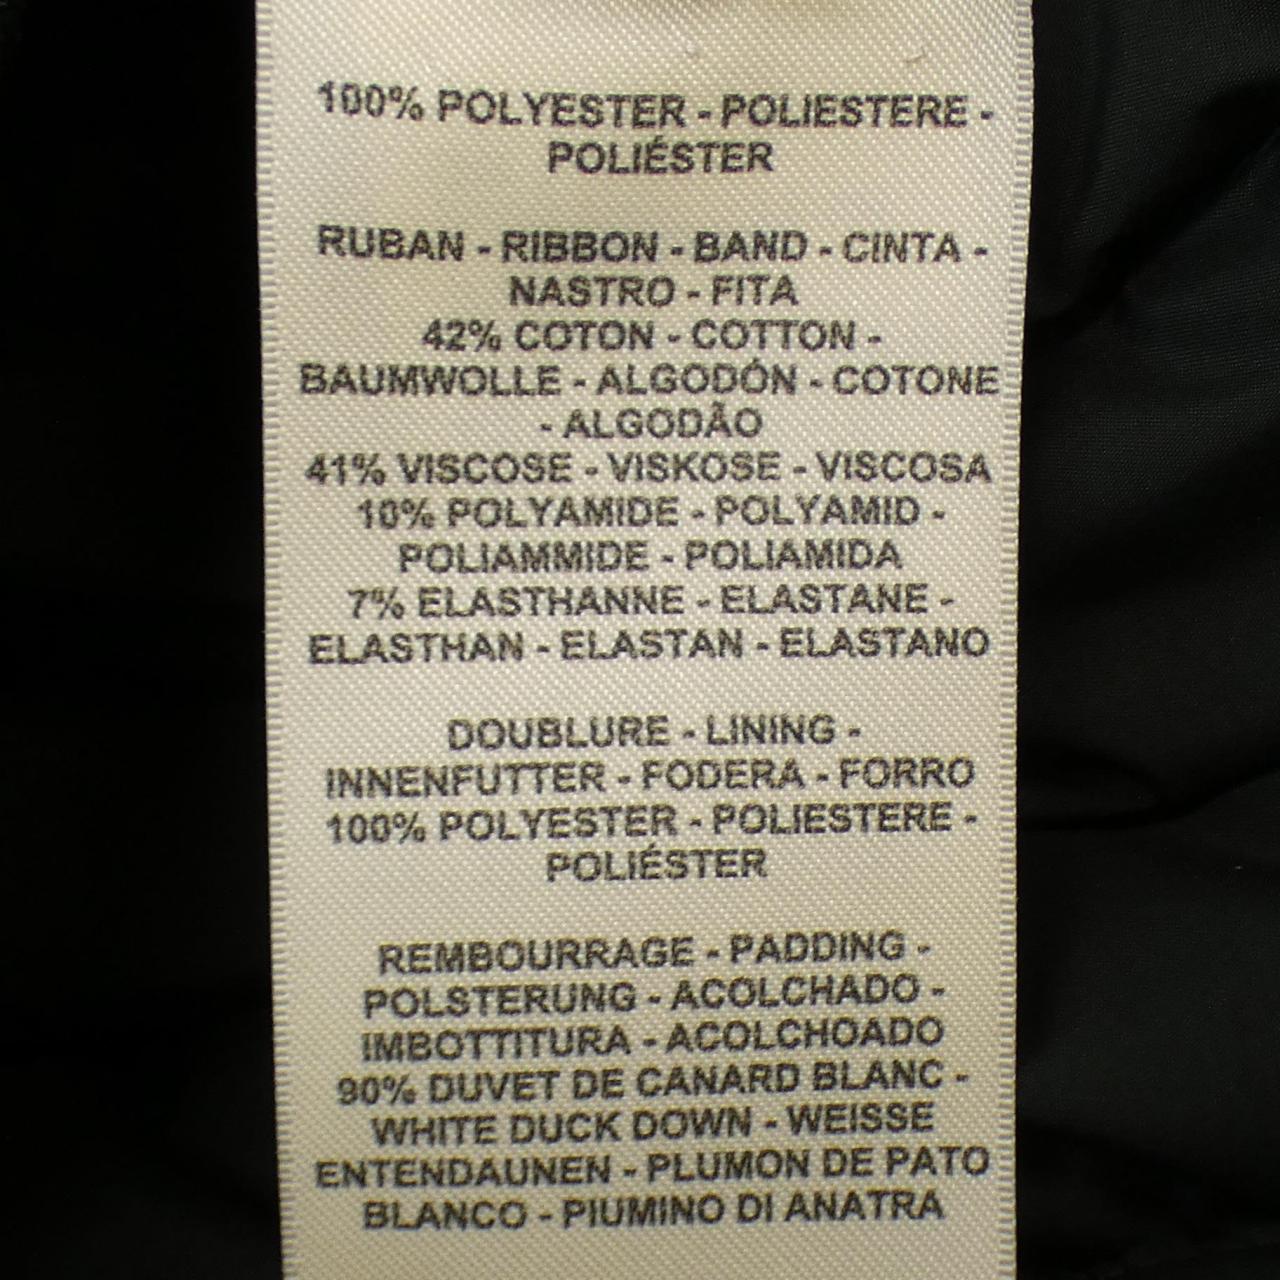 100% POLYESTER - POLIESTERE -
POLIÉSTER
RUBAN - RIBBON - BAND - CINTA -
NASTRO - FITA
42% COTON - COTTON -
BAUMWOLLE - ALGODÓN - COTONE
- ALGODÃO
41% VISCOSE - VISKOSE - VISCOSA
10% POLYAMIDE - POLYAMID -
POLIAMMIDE - POLIAMIDA
7% ELASTHANNE - ELASTANE -
ELASTHAN - ELASTAN - ELASTANO
DOUBLURE - LINING -
INNENFUTTER - FODERA - FORRO
100% POLYESTER - POLIESTERE -
POLIÉSTER
REMBOURRAGE - PADDING -
POLSTERUNG - ACOLCHADO -
IMBOTTITURA - ACOLCHOADO
90% DUVET DE CANARD BLANC -
WHITE DUCK DOWN - WEISSE
ENTENDAUNEN - PLUMON DE PATO
BLANCO - PIUMINO DI ANATRA